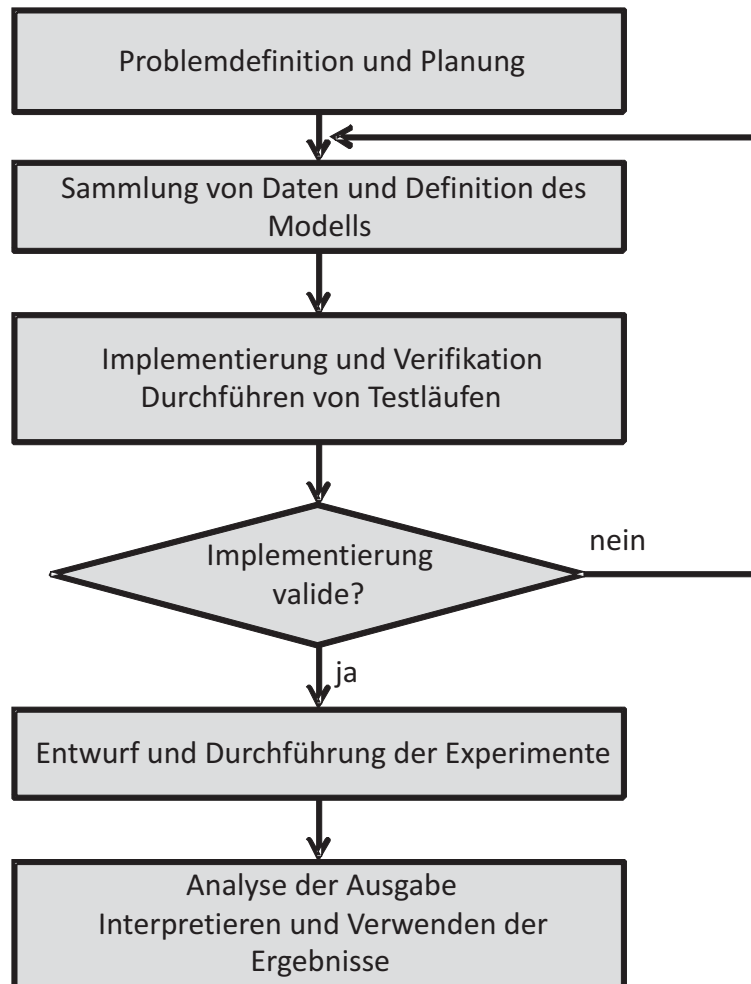 Problemdefinition und Planung
Sammlung von Daten und Definition des
Modells
Implementierung und Verifikation
Durchführen von Testläufen
Implementierung
valide?
nein
ja
Entwurf und Durchführung der Experimente
Analyse der Ausgabe
Interpretieren und Verwenden der
Ergebnisse